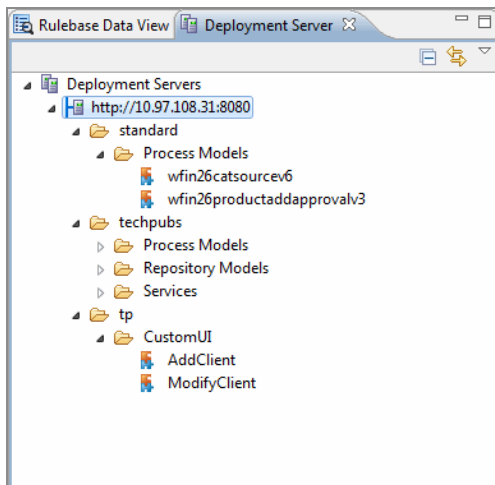 Rulebase Data View Deployment Server
Deployment Servers
http://10.97.108.31:8080
standard
Process Models
wfin26catsourcev6
wfin26productaddapprovalv3
techpubs
Process Models
Repository Models
Services
tp
CustomUI
AddClient
ModifyClient